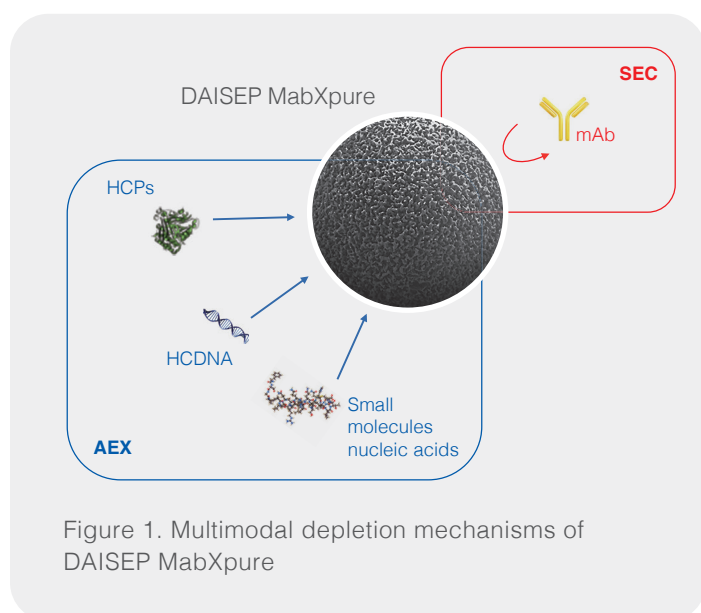 DAISEP MabXpure
SEC
mAb
HCPs
HCDNA
Small
molecules
nucleic acids
AEX
Figure 1. Multimodal depletion mechanisms of
DAISEP MabXpure